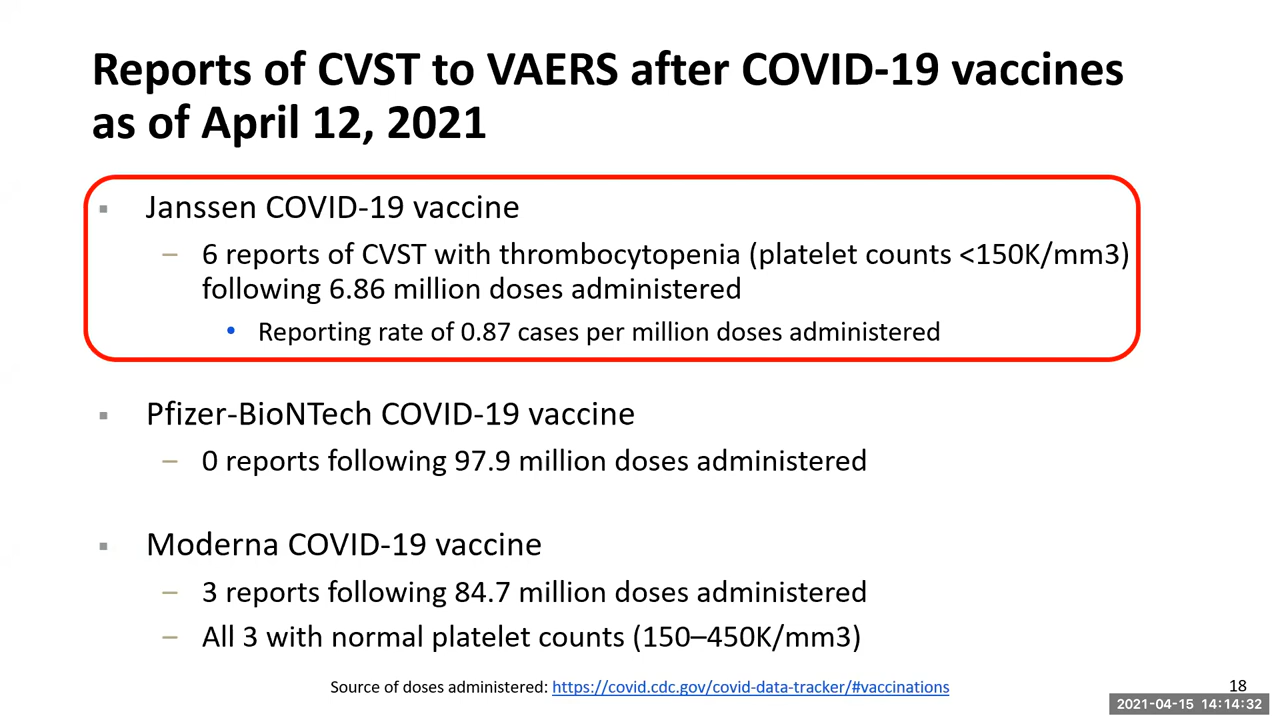 Reports of CVST to VAERS after COVID-19 vaccines
as of April 12, 2021
▪ Janssen COVID-19 vaccine
– 6 reports of CVST with thrombocytopenia (platelet counts <150K/mm3)
following 6.86 million doses administered
• Reporting rate of 0.87 cases per million doses administered
▪ Pfizer-BioNTech COVID-19 vaccine
– 0 reports following 97.9 million doses administered
▪ Moderna COVID-19 vaccine
– 3 reports following 84.7 million doses administered
– All 3 with normal platelet counts (150–450K/mm3)
Source of doses administered: https://covid.cdc.gov/covid-data-tracker/#vaccinations
18
2021-04-15 14:14:32